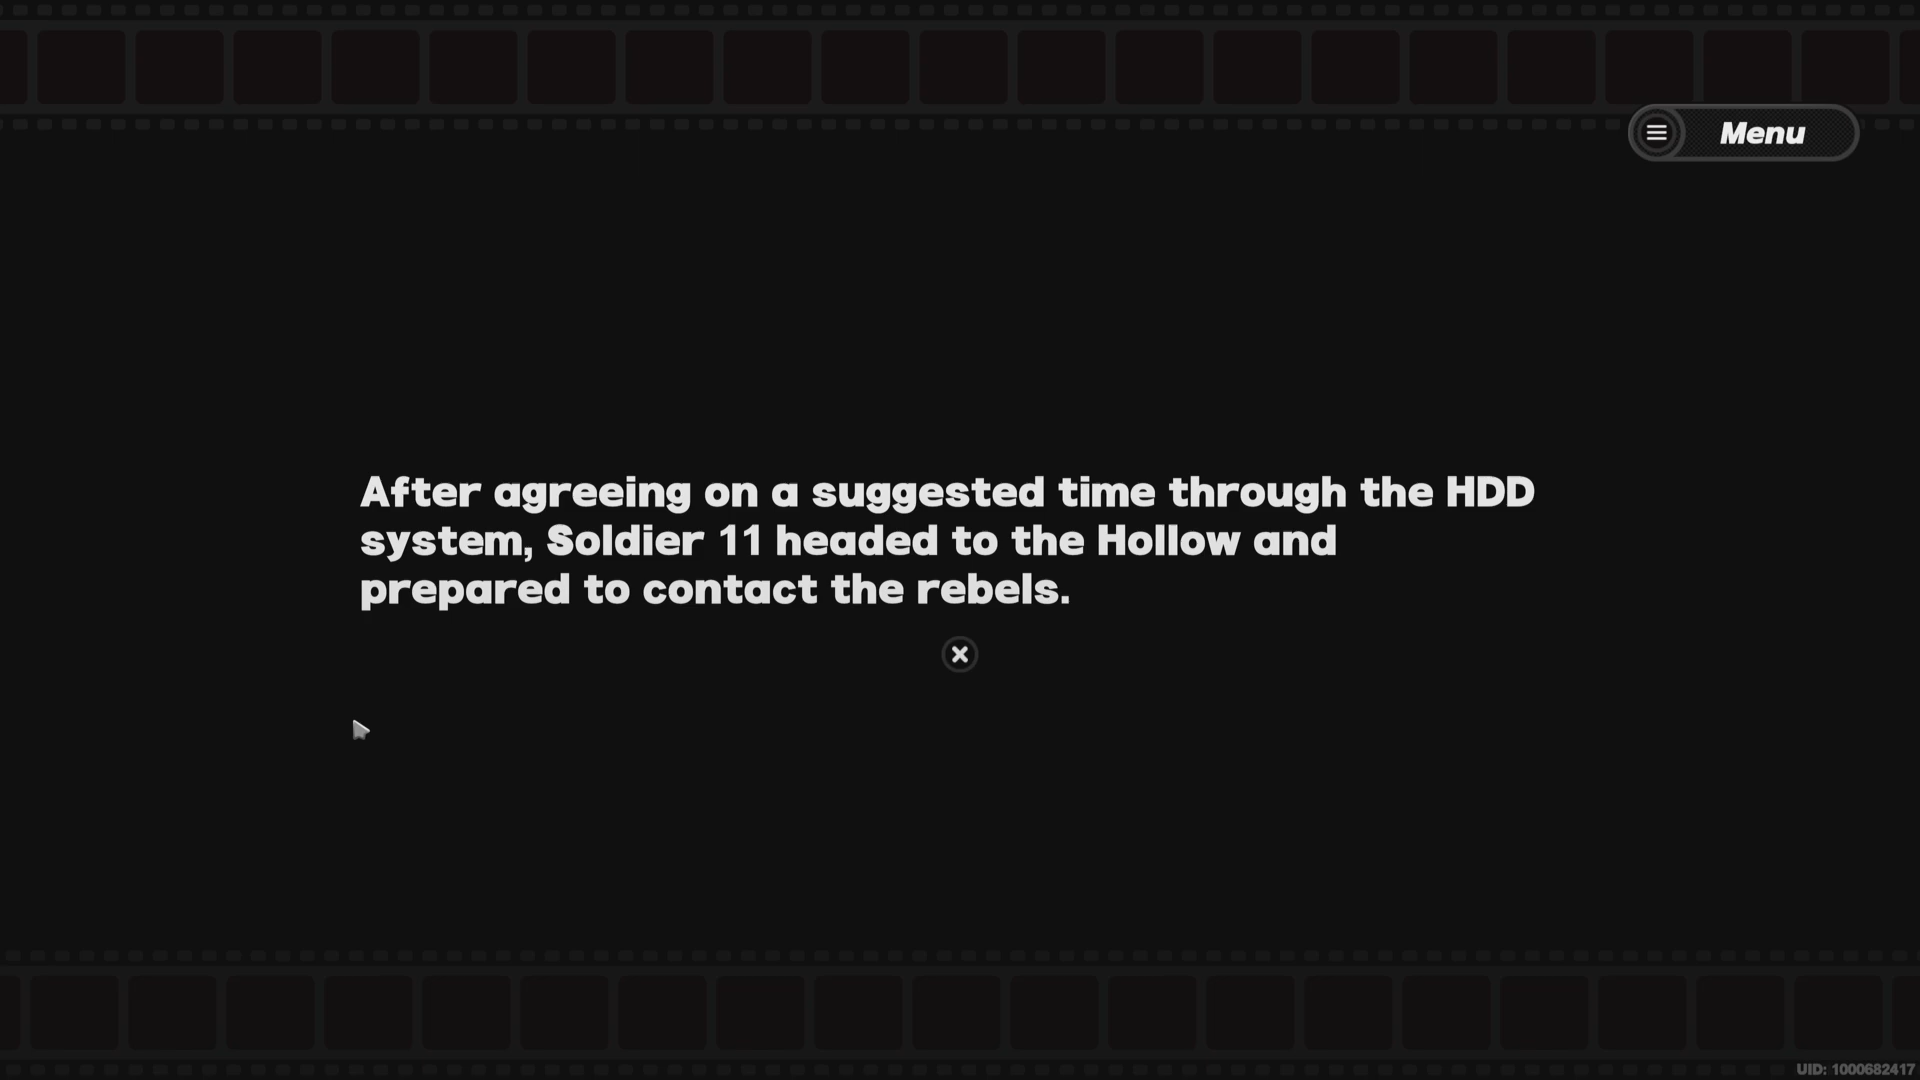 Menu
After agreeing on a suggested time through the HDD
system, Soldier 11 headed to the Hollow and
prepared to contact the rebels.
UID: 1000682417